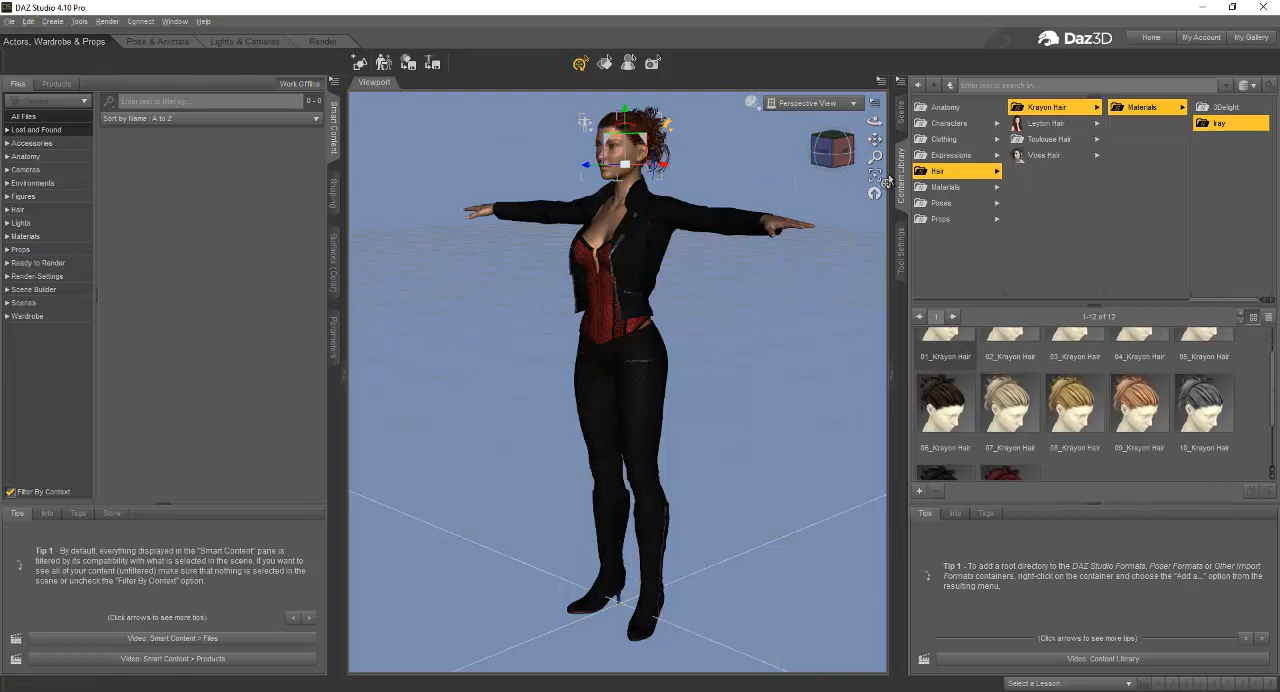 DAZ Studio 4.10 Pro
File Edit Create Tools Render Connect Window Help
Actors, Wardrobe & Props Pose & Animate Lights & Cameras Render
Daz3D Home My Account My Gallery
Files Products Work Offline
Enter text to filter by... 0 - 0
All Files
Sort by Name : A to Z
Lost and Found
Accessories
Anatomy
Cameras
Environments
Figures
Hair
Lights
Materials
Props
Ready to Render
Render-Settings
Scene Builder
Scenes
Wardrobe
Filter By Context
Smart Content
Shaping
Surfaces (Color)
Parameters
Tips Info Tags Store
Tip 1 - By default, everything displayed in the "Smart Content" pane is
filtered by its compatibility with what is selected in the scene. If you want to
see all of your content (unfiltered) make sure that nothing is selected in the
scene or uncheck the "Filter By Context" option.
(Click arrows to see more tips)
Video: Smart Content > Files
Video: Smart Content > Products
Viewport
Perspective View
Scene
Content Library
Tool Settings
Enter text to search by...
Anatomy
Characters
Clothing
Expressions
Hair
Materials
Poses
Props
Krayon Hair
Leyton Hair
Toulouse Hair
Voss Hair
Materials
3Delight
Iray
1 1-12 of 12
01_Krayon Hair 02_Krayon Hair 03_Krayon Hair 04_Krayon Hair 05_Krayon Hair
06_Krayon Hair 07_Krayon Hair 08_Krayon Hair 09_Krayon Hair 10_Krayon Hair
Tips Info Tags
Tip 1 - To add a root directory to the DAZ Studio Formats, Poser Formats or Other Import
Formats containers, right-click on the container and choose the "Add a..." option from the
resulting menu.
(Click arrows to see more tips)
Video: Content Library
Select a Lesson...